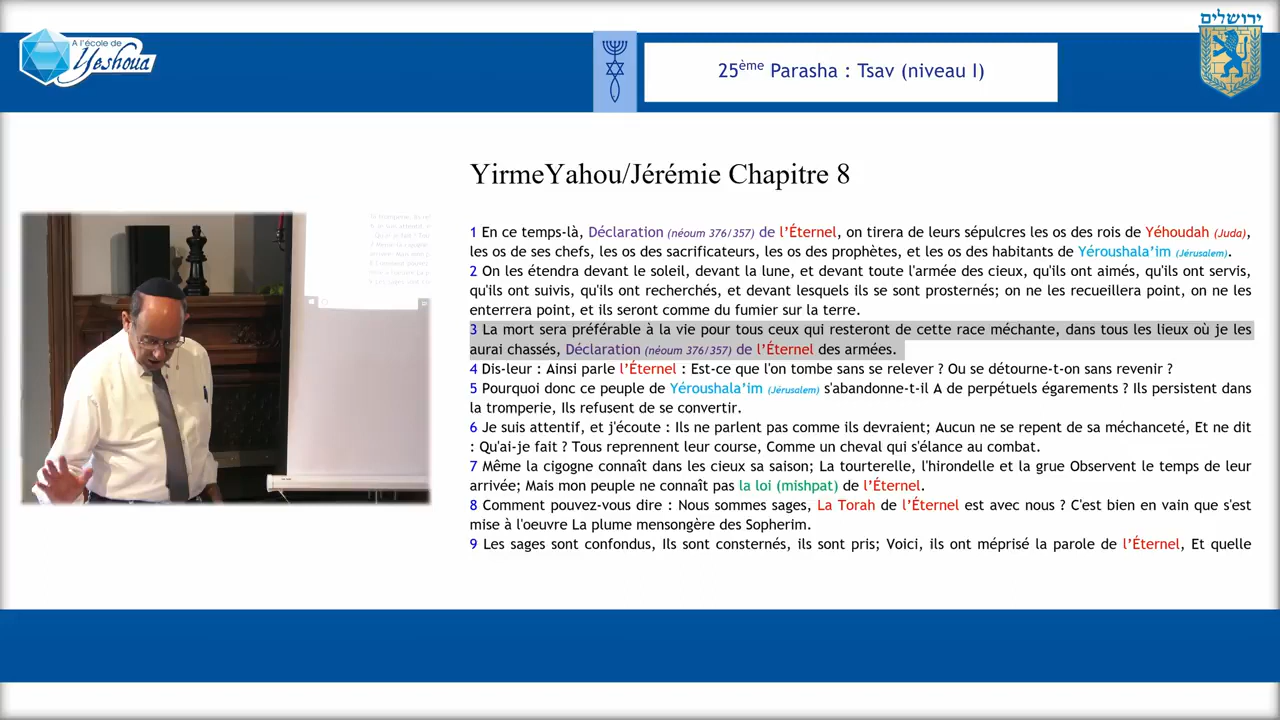 A l'école de
Yeshoua
ירושלים
25ème Parasha : Tsav (niveau I)
YirmeYahou/Jérémie Chapitre 8
1 En ce temps-là, Déclaration (néoum 376/357) de l’Éternel, on tirera de leurs sépulcres les os des rois de Yéhoudah (Juda),
les os de ses chefs, les os des sacrificateurs, les os des prophètes, et les os des habitants de Yéroushala’im (Jérusalem).
2 On les étendra devant le soleil, devant la lune, et devant toute l'armée des cieux, qu'ils ont aimés, qu'ils ont servis,
qu'ils ont suivis, qu'ils ont recherchés, et devant lesquels ils se sont prosternés; on ne les recueillera point, on ne les
enterrera point, et ils seront comme du fumier sur la terre.
3 La mort sera préférable à la vie pour tous ceux qui resteront de cette race méchante, dans tous les lieux où je les
aurai chassés, Déclaration (néoum 376/357) de l’Éternel des armées.
4 Dis-leur : Ainsi parle l’Éternel : Est-ce que l'on tombe sans se relever ? Ou se détourne-t-on sans revenir ?
5 Pourquoi donc ce peuple de Yéroushala’im (Jérusalem) s'abandonne-t-il A de perpétuels égarements ? Ils persistent dans
la tromperie, Ils refusent de se convertir.
6 Je suis attentif, et j'écoute : Ils ne parlent pas comme ils devraient; Aucun ne se repent de sa méchanceté, Et ne dit
: Qu'ai-je fait ? Tous reprennent leur course, Comme un cheval qui s'élance au combat.
7 Même la cigogne connaît dans les cieux sa saison; La tourterelle, l'hirondelle et la grue Observent le temps de leur
arrivée; Mais mon peuple ne connaît pas la loi (mishpat) de l’Éternel.
8 Comment pouvez-vous dire : Nous sommes sages, La Torah de l’Éternel est avec nous ? C'est bien en vain que s'est
mise à l'oeuvre La plume mensongère des Sopherim.
9 Les sages sont confondus, Ils sont consternés, ils sont pris; Voici, ils ont méprisé la parole de l’Éternel, Et quelle